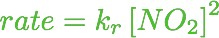 rate = k_r [NO_2]^2